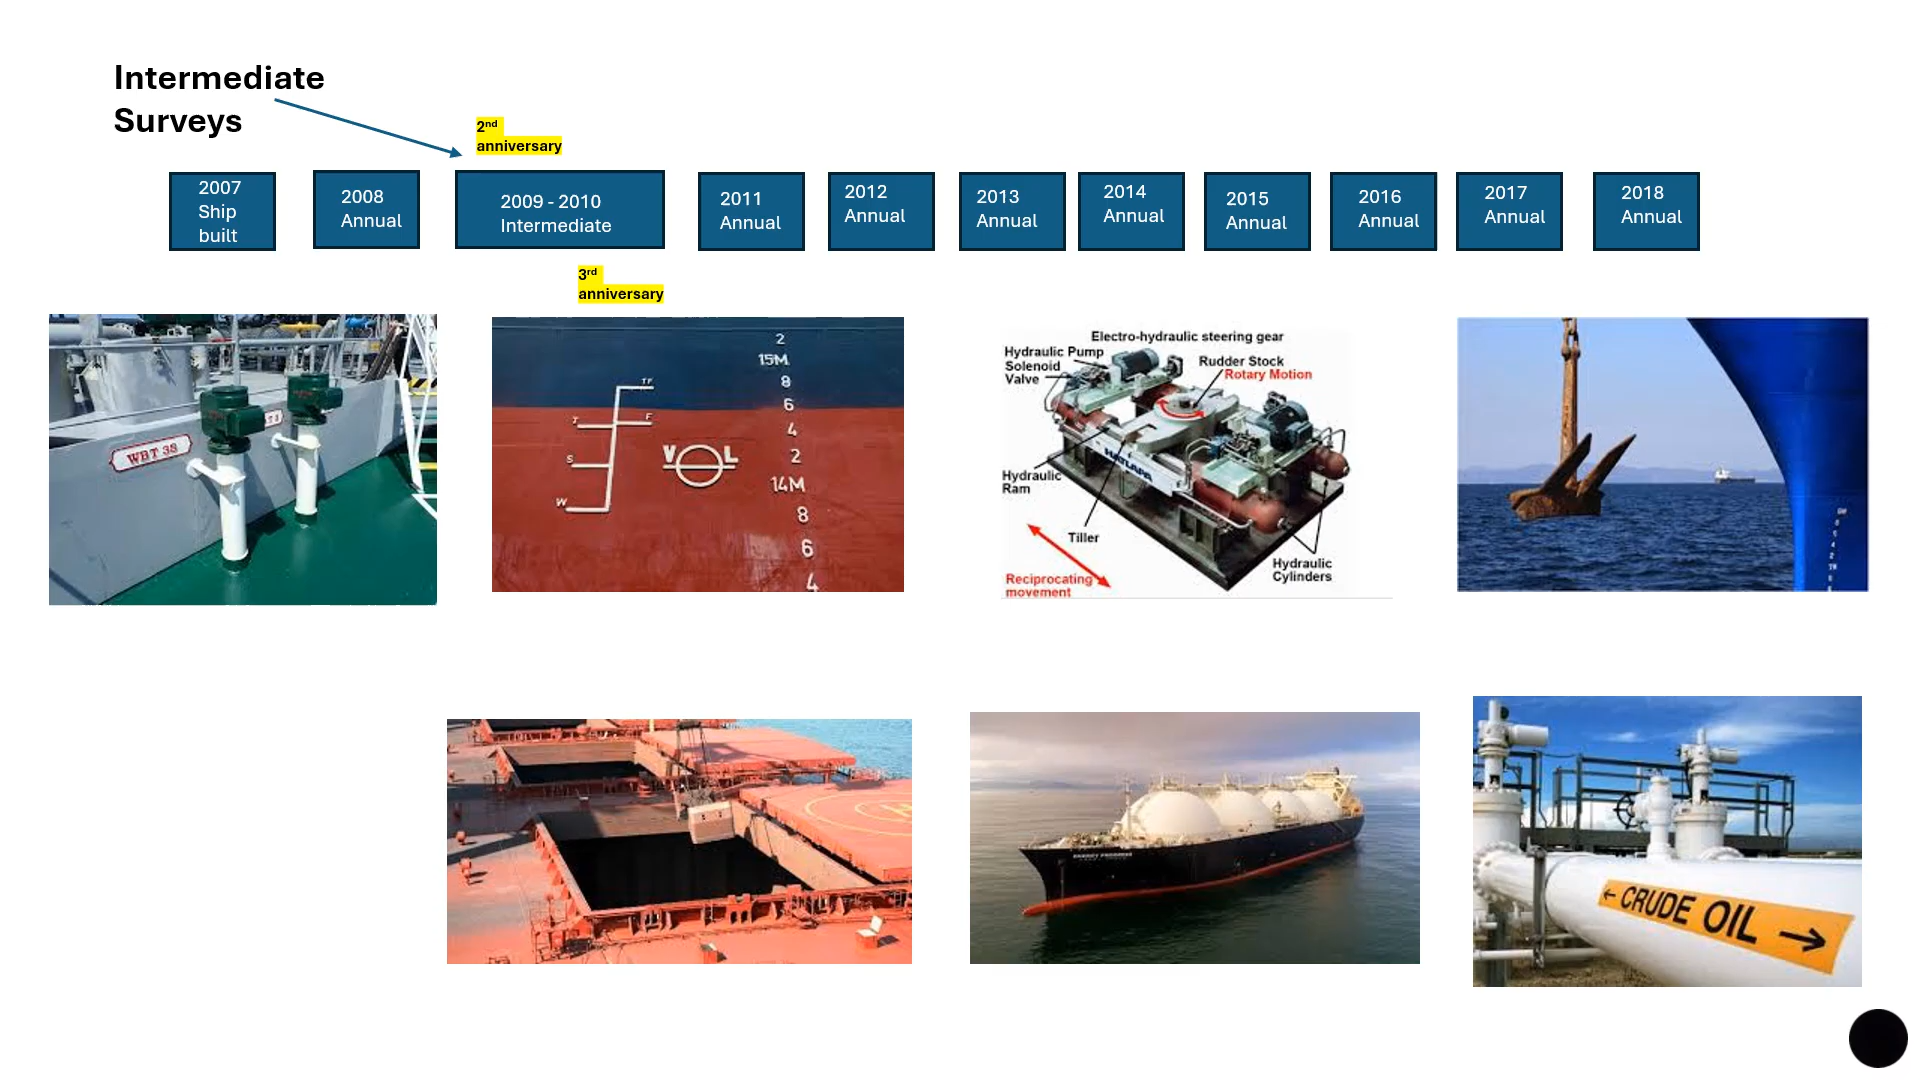 Intermediate
Surveys
2nd
anniversary
2007
Ship
built
2008
Annual
2009 - 2010
Intermediate
2011
Annual
2012
Annual
2013
Annual
2014
Annual
2015
Annual
2016
Annual
2017
Annual
2018
Annual
3rd
anniversary
WBT 3S
2
15M
8
6
4
2
14M
8
6
4
TF
T F
S
W
V L
Electro-hydraulic steering gear
Hydraulic Pump
Solenoid
Valve
Rudder Stock
Rotary Motion
HATLAPA
Hydraulic
Ram
Tiller
Hydraulic
Cylinders
Reciprocating
movement
← CRUDE OIL →